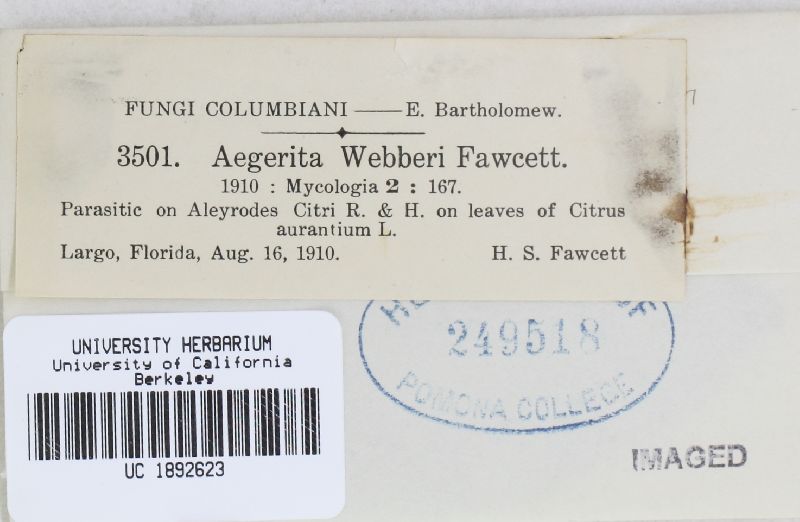 FUNGI COLUMBIANI — E. Bartholomew.
3501. Aegerita Webberi Fawcett.
1910 : Mycologia 2 : 167.
Parasitic on Aleyrodes Citri R. & H. on leaves of Citrus
aurantium L.
Largo, Florida, Aug. 16, 1910. H. S. Fawcett
249518
POMONA COLLEGE
UNIVERSITY HERBARIUM
University of California
Berkeley
UC 1892623
IMAGED